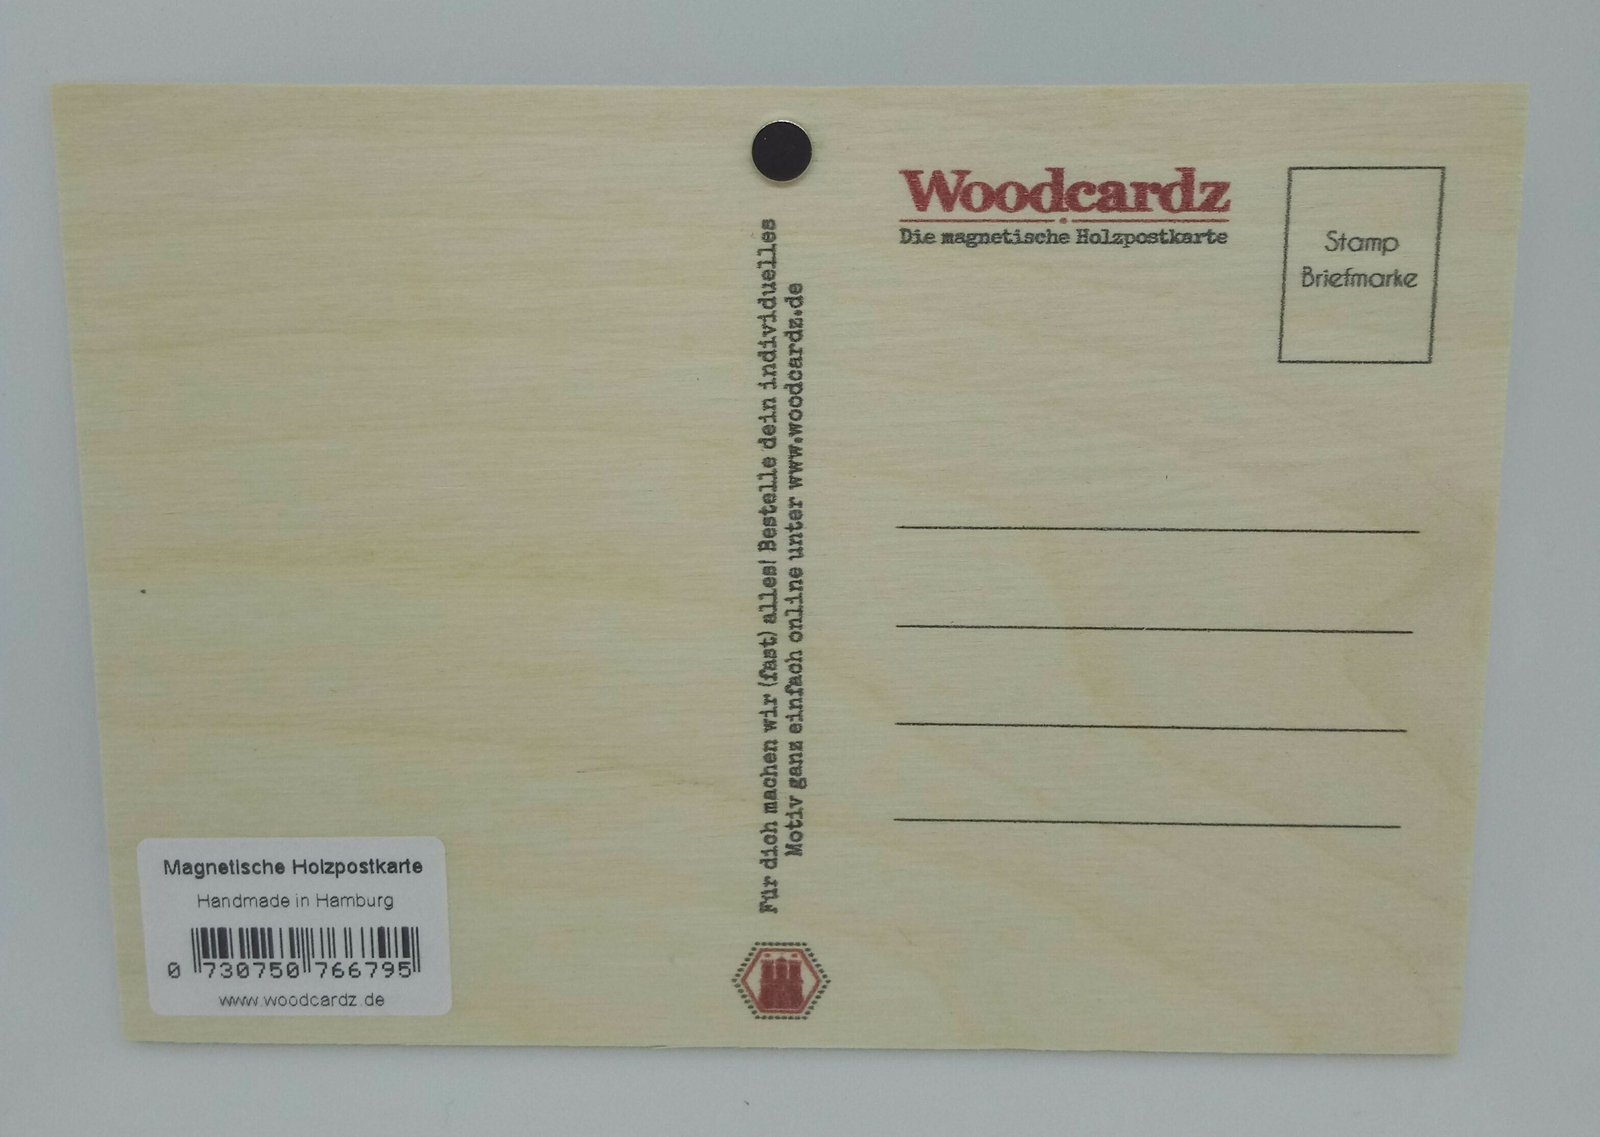 Woodcardz
Die magnetische Holzpostkarte
Stamp
Briefmarke
Für dich machen wir (fast) alles! Bestelle dein individuelles
Motiv ganz einfach online unter www.woodcardz.de
Magnetische Holzpostkarte
Handmade in Hamburg
0 730750 766795
www.woodcardz.de